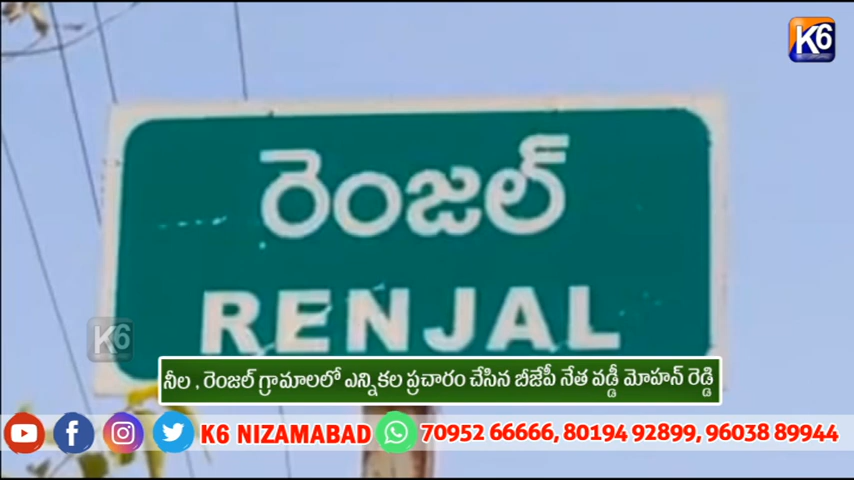 K6
రెంజల్
RENJAL
K6
నీల , రెంజల్ గ్రామాలలో ఎన్నికల ప్రచారం చేసిన బీజేపీ నేత వడ్డీ మోహన్ రెడ్డి
K6 NIZAMABAD 70952 66666, 80194 92899, 96038 89944